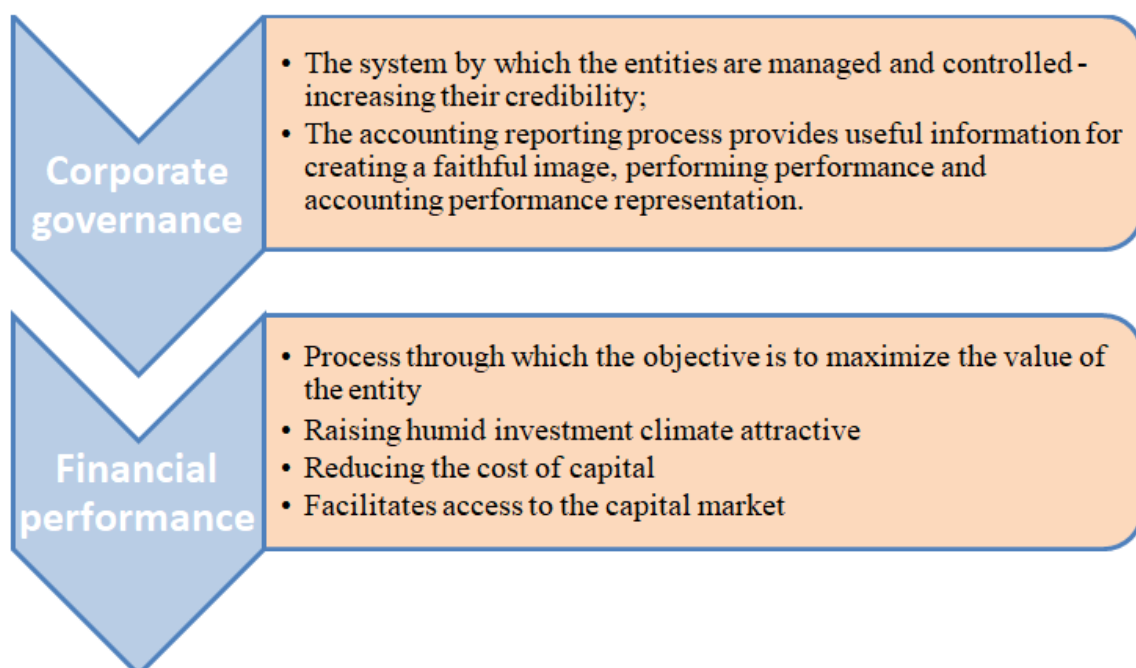 Corporate
governance
• The system by which the entities are managed and controlled -
increasing their credibility;
• The accounting reporting process provides useful information for
creating a faithful image, performing performance and
accounting performance representation.
Financial
performance
• Process through which the objective is to maximize the value of
the entity
• Raising humid investment climate attractive
• Reducing the cost of capital
• Facilitates access to the capital market